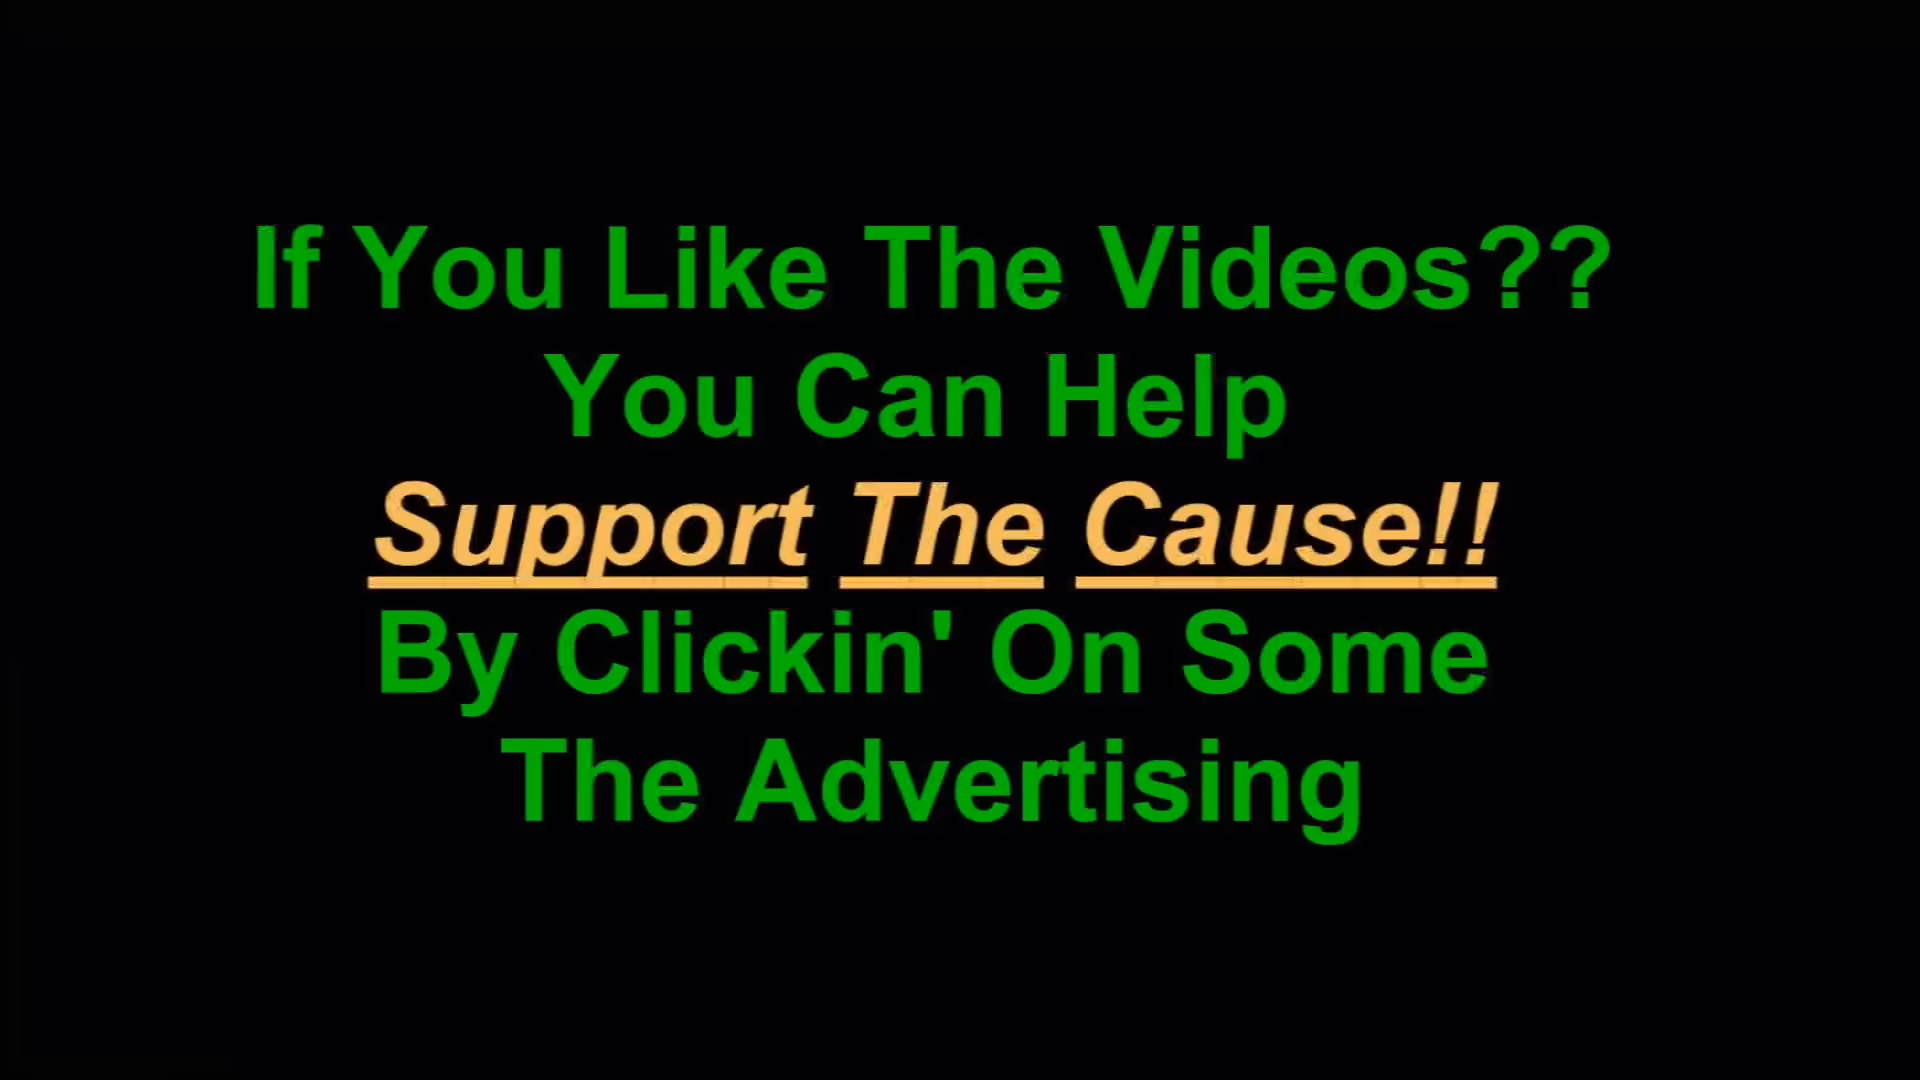 If You Like The Videos??
You Can Help
Support The Cause!!
By Clickin' On Some
The Advertising